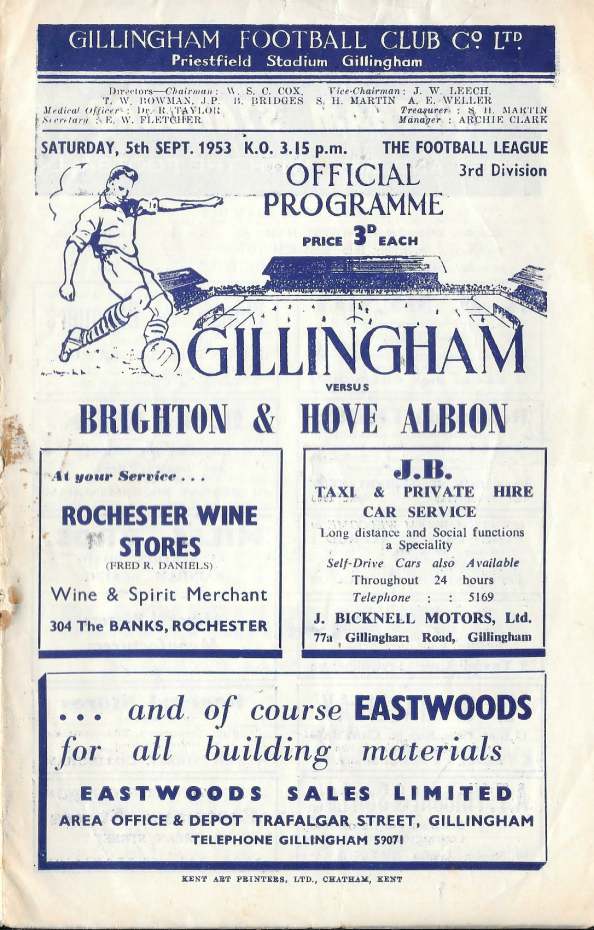 GILLINGHAM FOOTBALL CLUB Cº LTD.
Priestfield Stadium Gillingham
Directors—Chairman: W. S. C. COX, Vice-Chairman: J. W. LEECH,
T. W. BOWMAN, J.P. B. BRIDGES S. H. MARTIN A. E. WELLER
Medical Officer: Dr. R. TAYLOR Treasurer: S. H. MARTIN
Secretary: E. W. FLETCHER Manager: ARCHIE CLARK
SATURDAY, 5th SEPT. 1953 K.O. 3.15 p.m. THE FOOTBALL LEAGUE
3rd Division
OFFICIAL
PROGRAMME
PRICE 3D EACH
GILLINGHAM
VERSUS
BRIGHTON & HOVE ALBION
At your Service . . .
ROCHESTER WINE
STORES
(FRED R. DANIELS)
Wine & Spirit Merchant
304 The BANKS, ROCHESTER
J.B.
TAXI & PRIVATE HIRE
CAR SERVICE
Long distance and Social functions
a Speciality
Self-Drive Cars also Available
Throughout 24 hours
Telephone : : 5169
J. BICKNELL MOTORS, Ltd.
77a Gillingham Road, Gillingham
. . . and of course EASTWOODS
for all building materials
EASTWOODS SALES LIMITED
AREA OFFICE & DEPOT TRAFALGAR STREET, GILLINGHAM
TELEPHONE GILLINGHAM 59071
KENT ART PRINTERS, LTD., CHATHAM, KENT